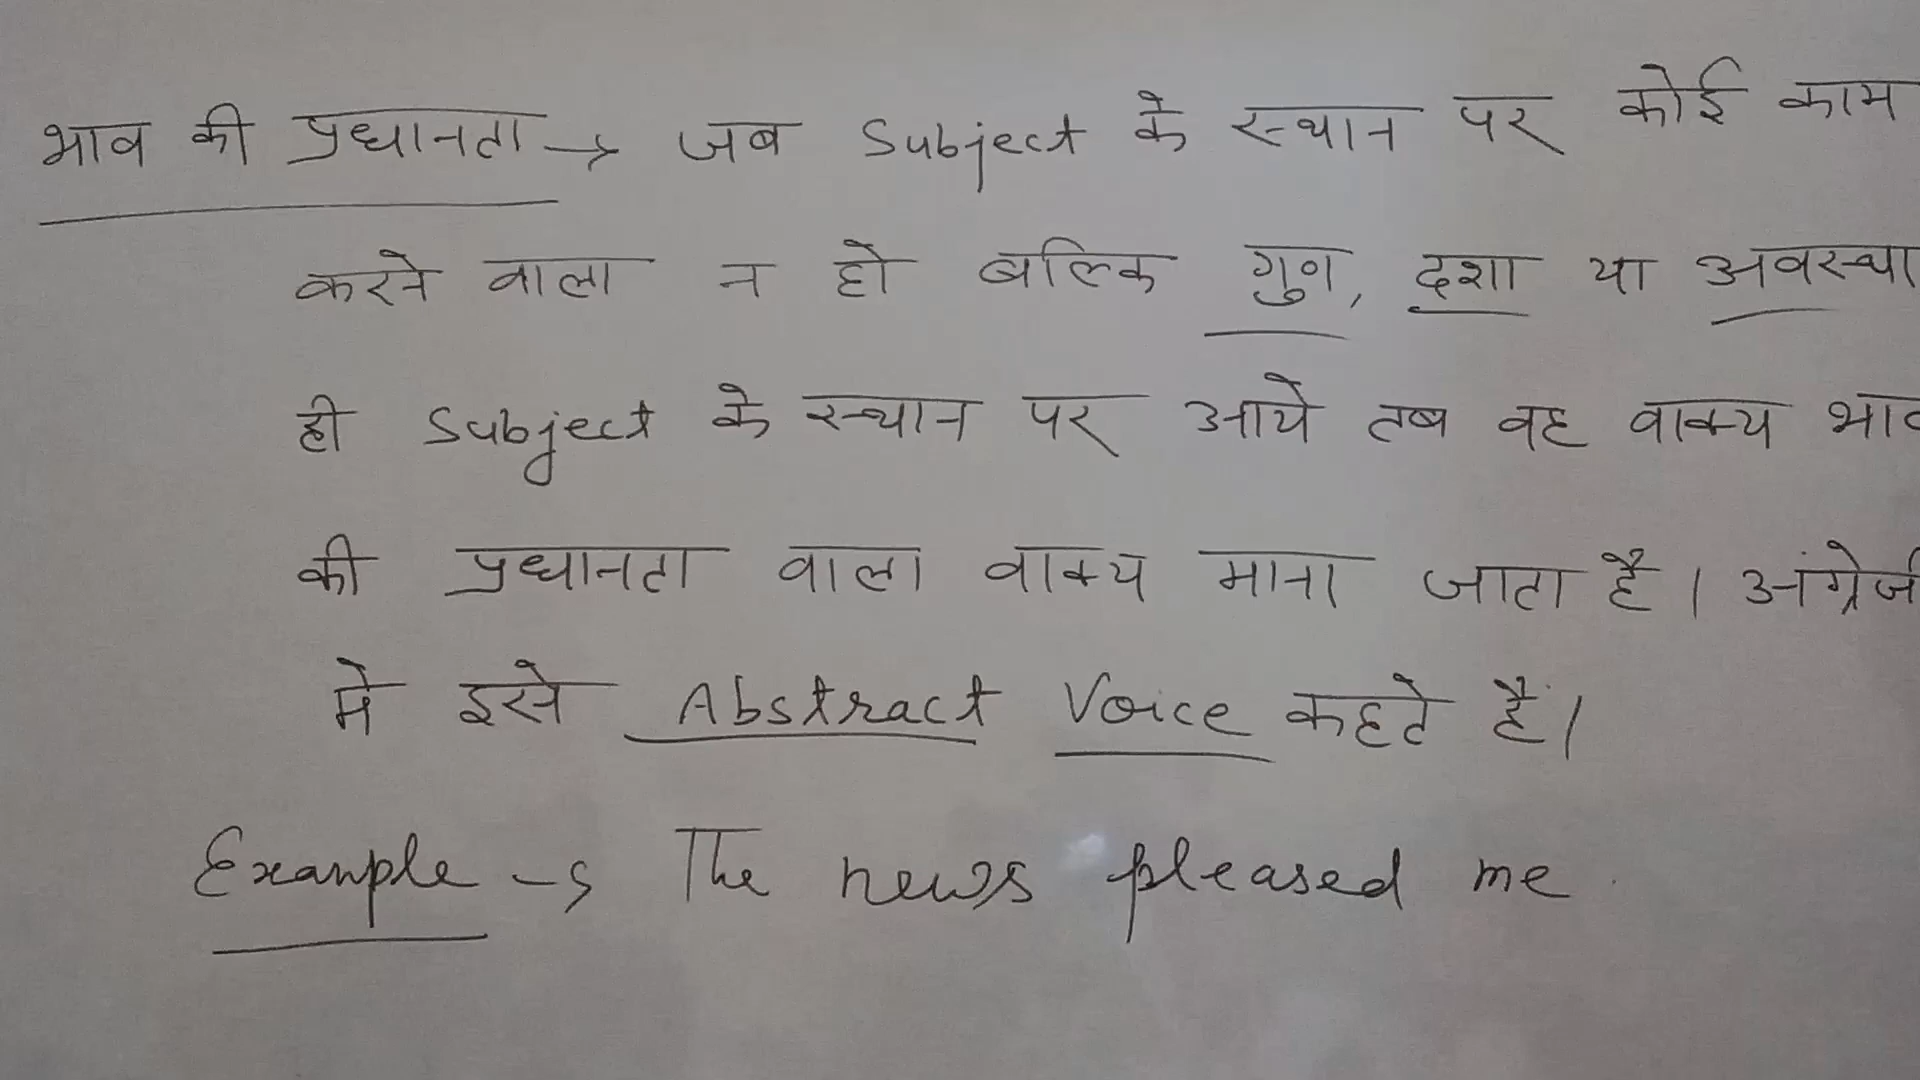 भाव की प्रधानता → जब Subject के स्थान पर कोई काम
करने वाला न हो बल्कि गुण, दशा या अवस्था
ही Subject के स्थान पर आये तब वह वाक्य भाव
की प्रधानता वाला वाक्य माना जाता है। अंग्रेजी
मे इसे Abstract Voice कहते है।
Example → The news pleased me.